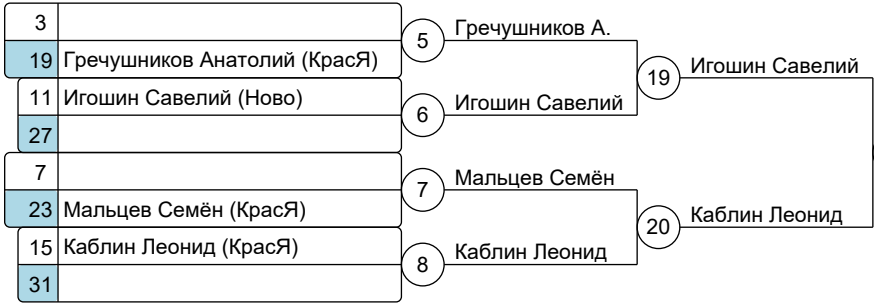 3
19 Гречушников Анатолий (КрасЯ)
5
Гречушников А.
11 Игошин Савелий (Ново)
27
6
Игошин Савелий
19
Игошин Савелий
7
23 Мальцев Семён (КрасЯ)
7
Мальцев Семён
15 Каблин Леонид (КрасЯ)
31
8
Каблин Леонид
20
Каблин Леонид